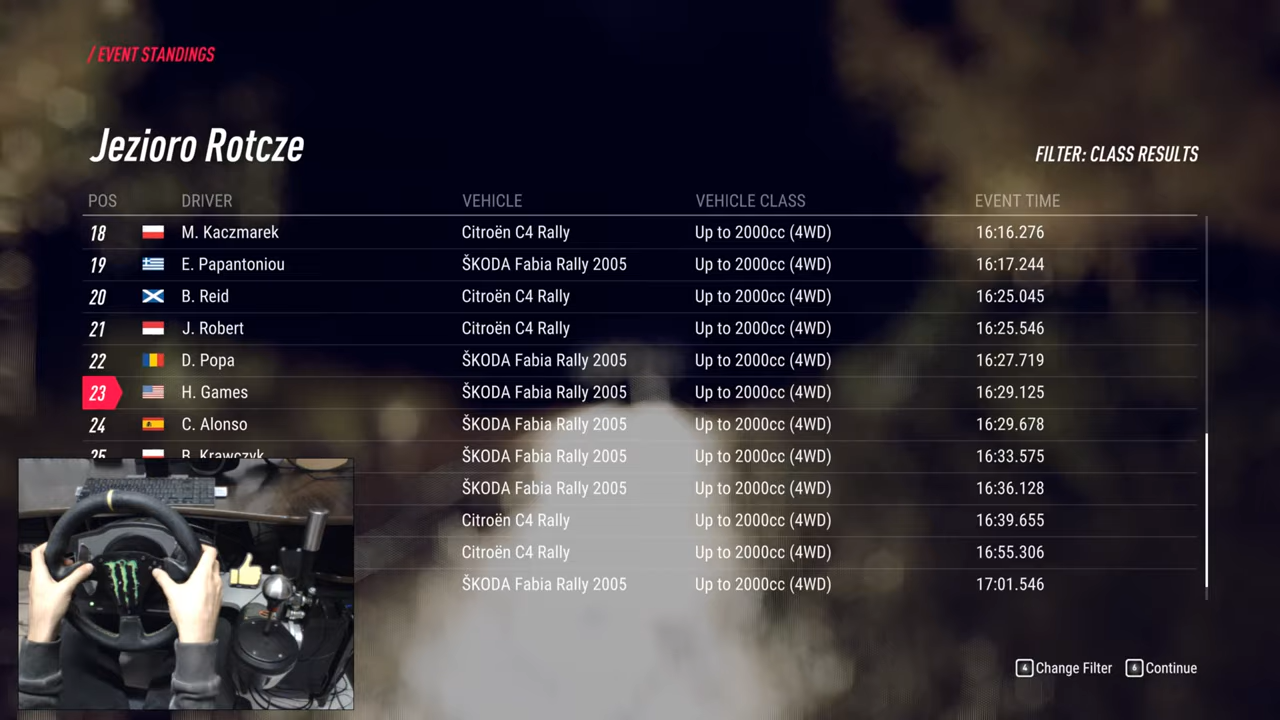 / EVENT STANDINGS
Jezioro Rotcze
FILTER: CLASS RESULTS
POS DRIVER VEHICLE VEHICLE CLASS EVENT TIME
18 M. Kaczmarek Citroën C4 Rally Up to 2000cc (4WD) 16:16.276
19 E. Papantoniou ŠKODA Fabia Rally 2005 Up to 2000cc (4WD) 16:17.244
20 B. Reid Citroën C4 Rally Up to 2000cc (4WD) 16:25.045
21 J. Robert Citroën C4 Rally Up to 2000cc (4WD) 16:25.546
22 D. Popa ŠKODA Fabia Rally 2005 Up to 2000cc (4WD) 16:27.719
23 H. Games ŠKODA Fabia Rally 2005 Up to 2000cc (4WD) 16:29.125
24 C. Alonso ŠKODA Fabia Rally 2005 Up to 2000cc (4WD) 16:29.678
25 B. Krawczyk ŠKODA Fabia Rally 2005 Up to 2000cc (4WD) 16:33.575
ŠKODA Fabia Rally 2005 Up to 2000cc (4WD) 16:36.128
Citroën C4 Rally Up to 2000cc (4WD) 16:39.655
Citroën C4 Rally Up to 2000cc (4WD) 16:55.306
ŠKODA Fabia Rally 2005 Up to 2000cc (4WD) 17:01.546
4 Change Filter 6 Continue